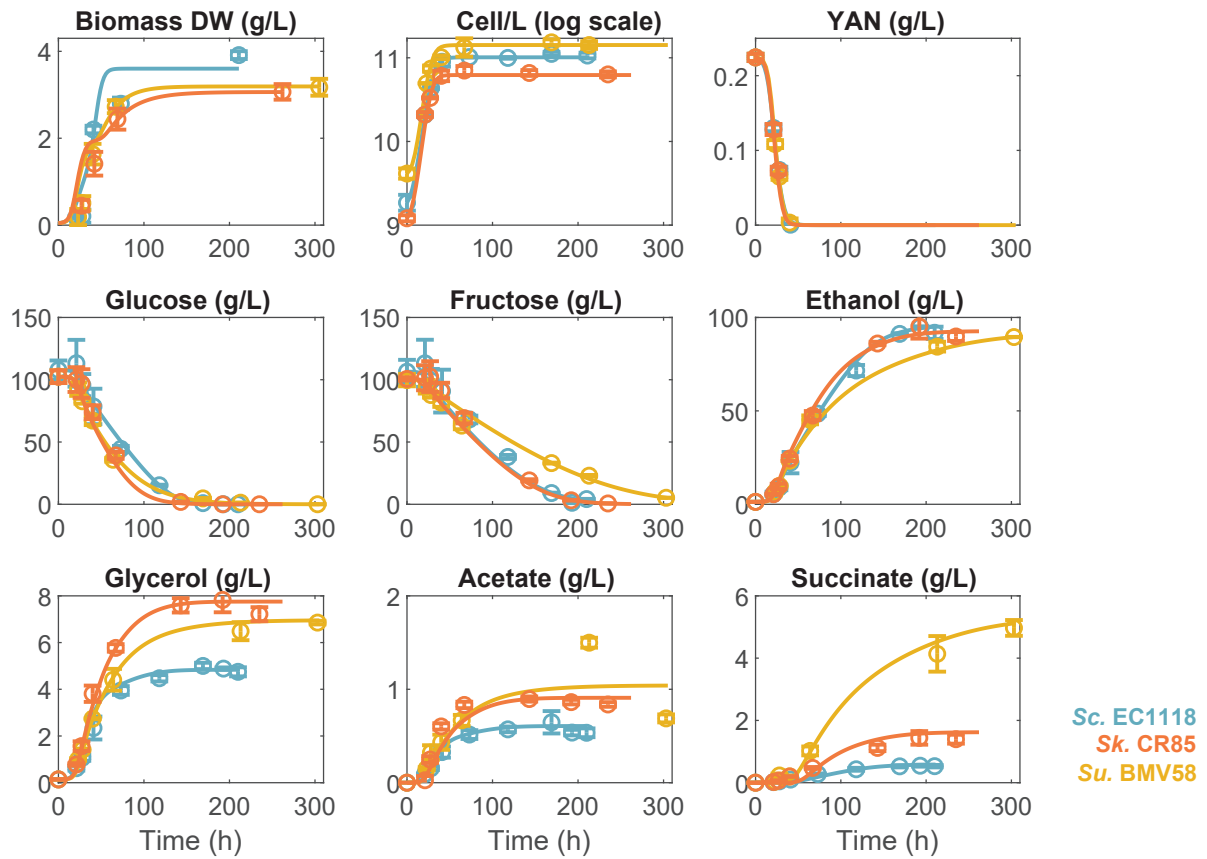 Biomass DW (g/L) Cell/L (log scale) YAN (g/L)
4 11 0.2
2 10 0.1
0 9 0
0 100 200 300 0 100 200 300 0 100 200 300
Glucose (g/L) Fructose (g/L) Ethanol (g/L)
150 150 100
100 100
50 50 50
0 0 0
0 100 200 300 0 100 200 300 0 100 200 300
Glycerol (g/L) Acetate (g/L) Succinate (g/L)
8 2 6
6
4 1 4
2 2
0 0 0
0 100 200 300 0 100 200 300 0 100 200 300
Time (h) Time (h) Time (h)
Sc. EC1118
Sk. CR85
Su. BMV58